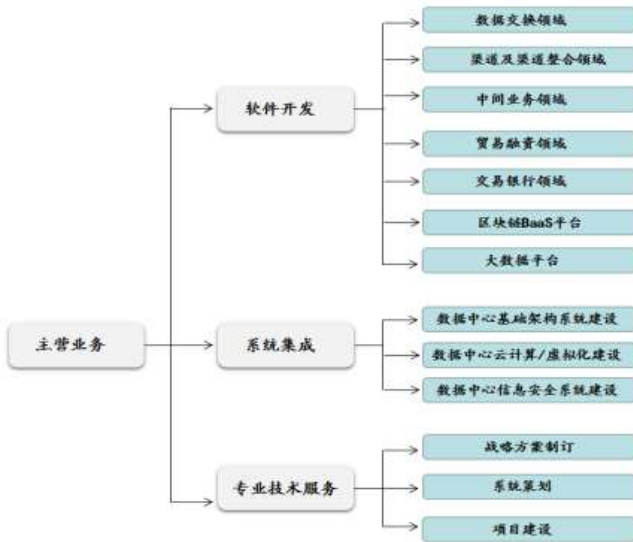 主营业务
软件开发
数据交换领域
渠道及渠道整合领域
中间业务领域
贸易融资领域
交易银行领域
区块链BaaS平台
大数据平台
系统集成
数据中心基础架构系统建设
数据中心云计算/虚拟化建设
数据中心信息安全系统建设
专业技术服务
战略方案制订
系统策划
项目建设